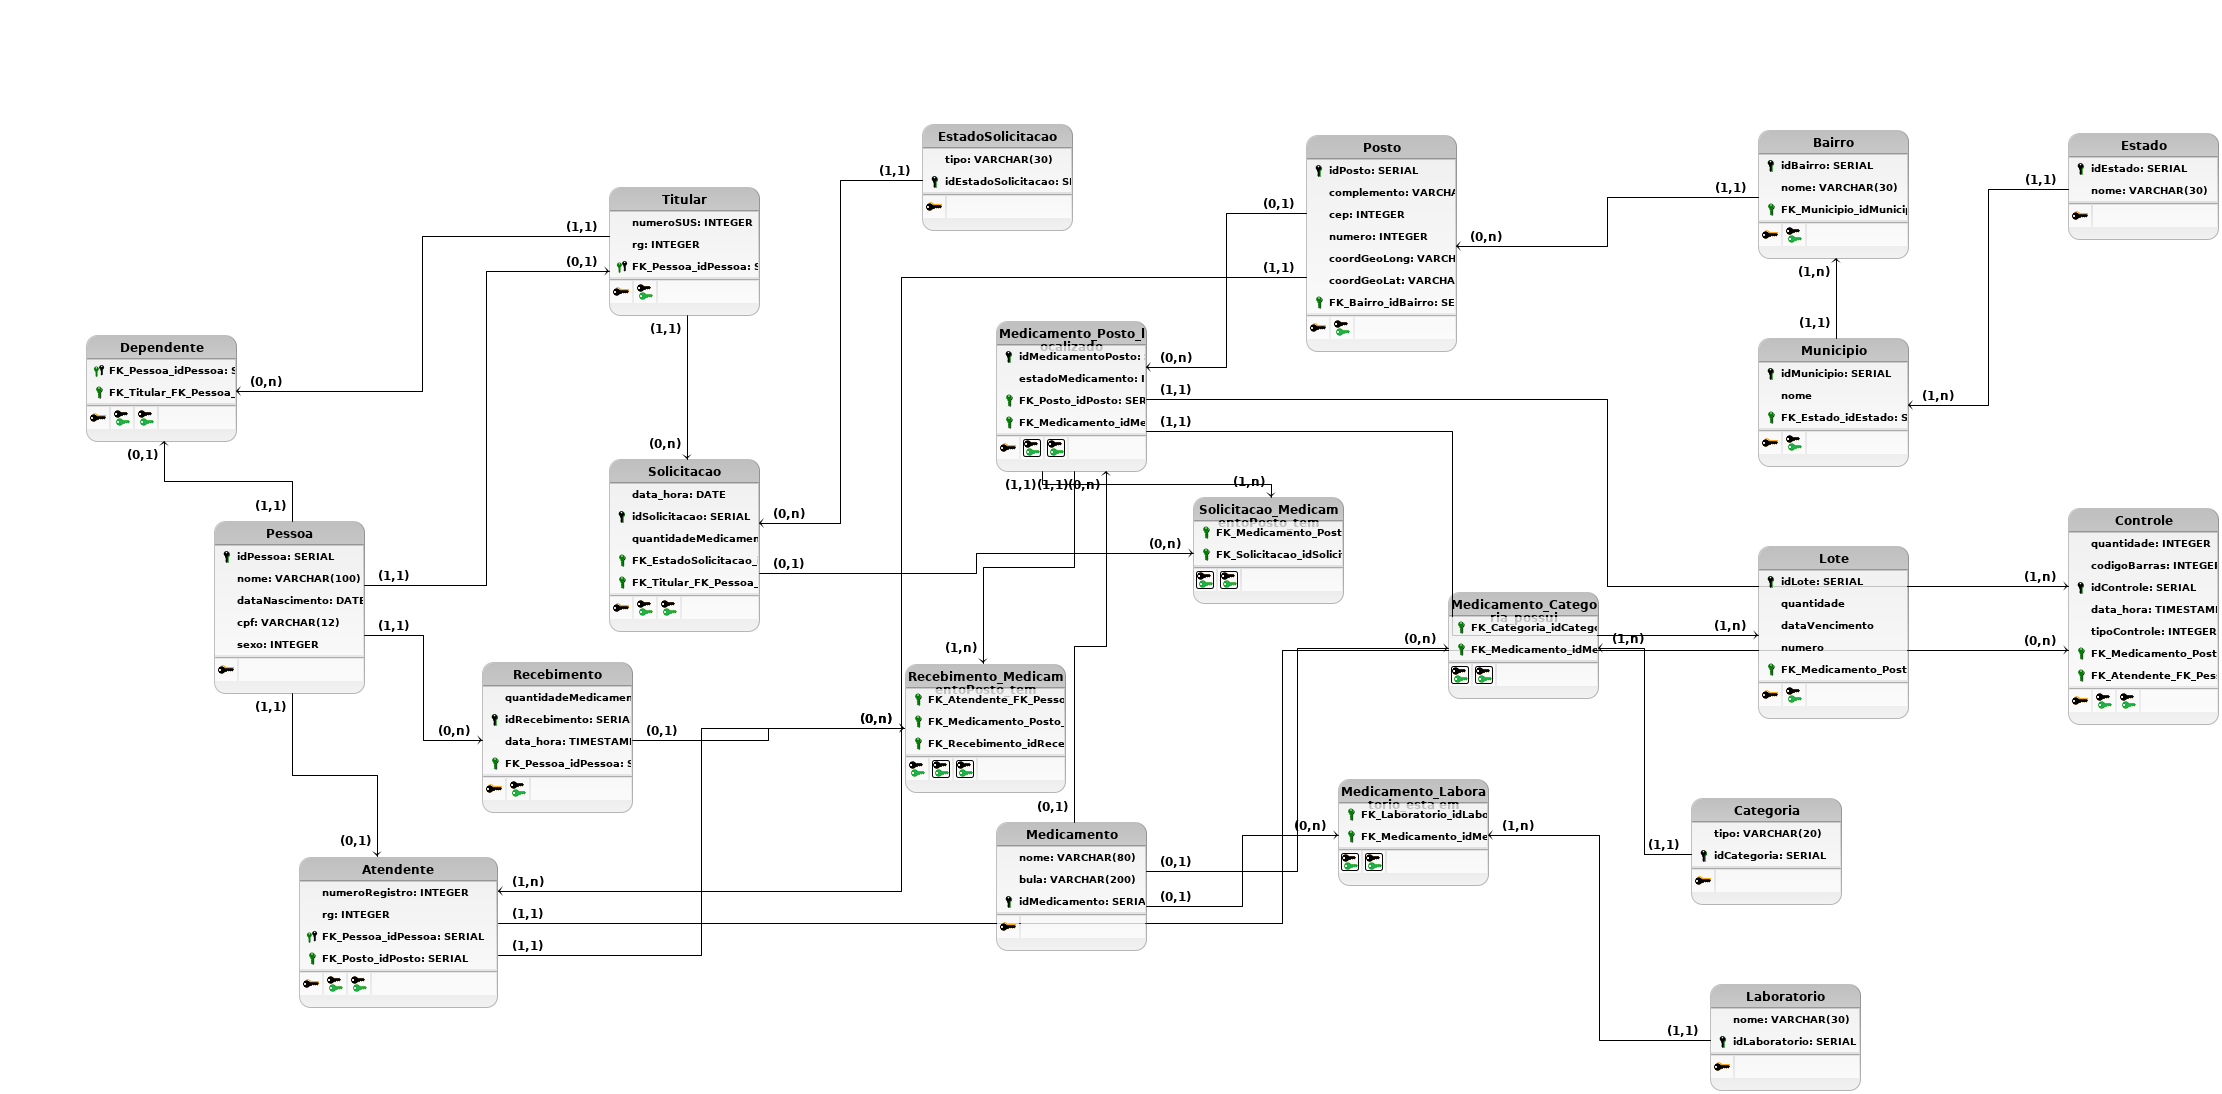 EstadoSolicitacao
tipo: VARCHAR(30)
idEstadoSolicitacao: SI
(1,1)
Posto
idPosto: SERIAL
complemento: VARCHA
cep: INTEGER
numero: INTEGER
coordGeoLong: VARCH
coordGeoLat: VARCHA
FK_Bairro_idBairro: SE
(0,1)
(1,1)
(0,n)
Bairro
idBairro: SERIAL
nome: VARCHAR(30)
FK_Municipio_idMunici
(1,1)
(1,n)
Estado
idEstado: SERIAL
nome: VARCHAR(30)
(1,1)
Titular
numeroSUS: INTEGER
rg: INTEGER
FK_Pessoa_idPessoa: S
(1,1)
(0,1)
(1,1)
Dependente
FK_Pessoa_idPessoa: S
FK_Titular_FK_Pessoa_
(0,n)
(0,1)
Medicamento_Posto_l
ocalizado
idMedicamentoPosto:
estadoMedicamento: I
FK_Posto_idPosto: SER
FK_Medicamento_idMe
(0,n)
(1,1)
(1,1)
(1,1)(1,1)(0,n)
Municipio
idMunicipio: SERIAL
nome
FK_Estado_idEstado: S
(1,1)
(1,n)
Solicitacao
data_hora: DATE
idSolicitacao: SERIAL
quantidadeMedicamen
FK_EstadoSolicitacao_
FK_Titular_FK_Pessoa_
(0,n)
(0,n)
(0,1)
Solicitacao_Medicam
entoPosto_tem
FK_Medicamento_Post
FK_Solicitacao_idSolici
(1,n)
(0,n)
Pessoa
idPessoa: SERIAL
nome: VARCHAR(100)
dataNascimento: DATE
cpf: VARCHAR(12)
sexo: INTEGER
(1,1)
(1,1)
(1,1)
(1,1)
Controle
quantidade: INTEGER
codigoBarras: INTEGEI
idControle: SERIAL
data_hora: TIMESTAMI
tipoControle: INTEGER
FK_Medicamento_Post
FK_Atendente_FK_Pes
(1,n)
(0,n)
Lote
idLote: SERIAL
quantidade
dataVencimento
numero
FK_Medicamento_Post
(1,n)
Medicamento_Catego
ria_possui
FK_Categoria_idCatego
FK_Medicamento_idMe
(0,n)
(1,n)
Recebimento
quantidadeMedicamen
idRecebimento: SERIA
data_hora: TIMESTAMI
FK_Pessoa_idPessoa: S
(0,n)
(0,1)
Recebimento_Medicam
entoPosto_tem
FK_Atendente_FK_Pesso
FK_Medicamento_Posto_
FK_Recebimento_idRece
(1,n)
(0,n)
Medicamento_Labora
torio_esta em
FK_Laboratorio_idLabo
FK_Medicamento_idMe
(0,n)
(1,n)
Categoria
tipo: VARCHAR(20)
idCategoria: SERIAL
(1,1)
Medicamento
nome: VARCHAR(80)
bula: VARCHAR(200)
idMedicamento: SERIA
(0,1)
(0,1)
(0,1)
Atendente
numeroRegistro: INTEGER
rg: INTEGER
FK_Pessoa_idPessoa: SERIAL
FK_Posto_idPosto: SERIAL
(0,1)
(1,n)
(1,1)
(1,1)
Laboratorio
nome: VARCHAR(30)
idLaboratorio: SERIAL
(1,1)